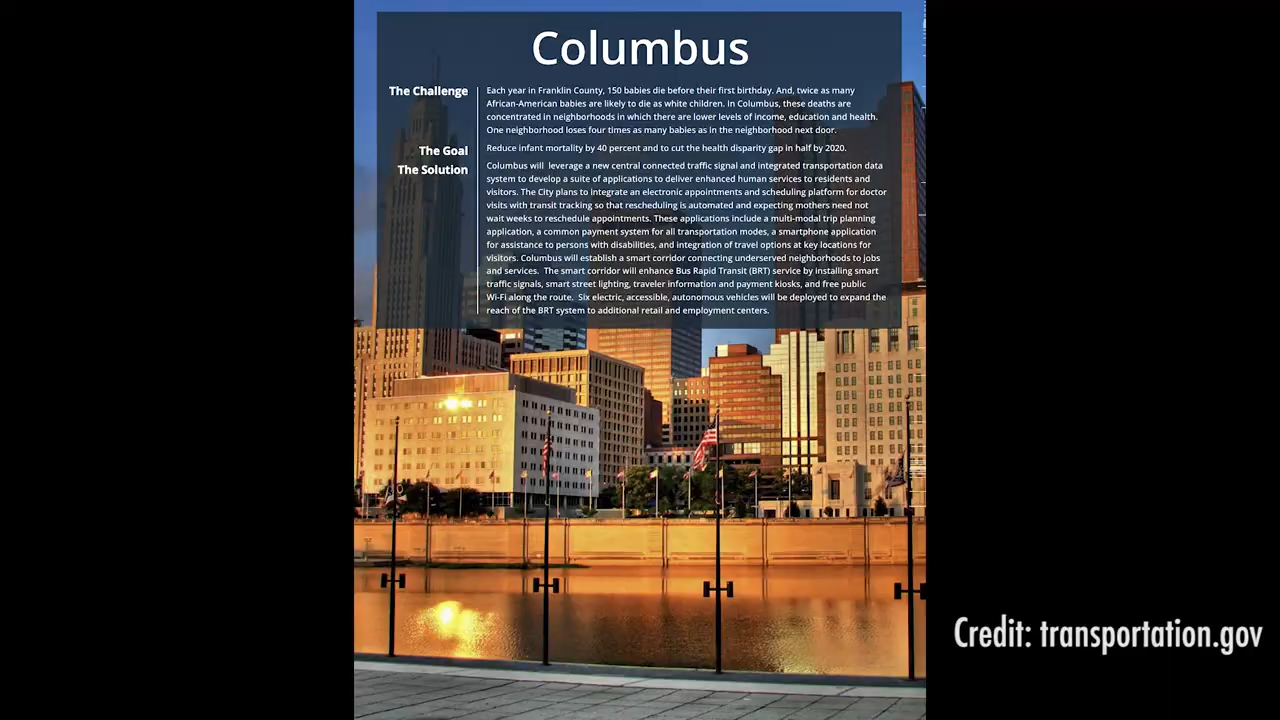 Columbus
The Challenge
Each year in Franklin County, 150 babies die before their first birthday. And, twice as many
African-American babies are likely to die as white children. In Columbus, these deaths are
concentrated in neighborhoods in which there are lower levels of income, education and health.
One neighborhood loses four times as many babies as in the neighborhood next door.
The Goal
Reduce infant mortality by 40 percent and to cut the health disparity gap in half by 2020.
The Solution
Columbus will leverage a new central connected traffic signal and integrated transportation data
system to develop a suite of applications to deliver enhanced human services to residents and
visitors. The City plans to integrate an electronic appointments and scheduling platform for doctor
visits with transit tracking so that rescheduling is automated and expecting mothers need not
wait weeks to reschedule appointments. These applications include a multi-modal trip planning
application, a common payment system for all transportation modes, a smartphone application
for assistance to persons with disabilities, and integration of travel options at key locations for
visitors. Columbus will establish a smart corridor connecting underserved neighborhoods to jobs
and services. The smart corridor will enhance Bus Rapid Transit (BRT) service by installing smart
traffic signals, smart street lighting, traveler information and payment kiosks, and free public
Wi-Fi along the route. Six electric, accessible, autonomous vehicles will be deployed to expand the
reach of the BRT system to additional retail and employment centers.
Credit: transportation.gov